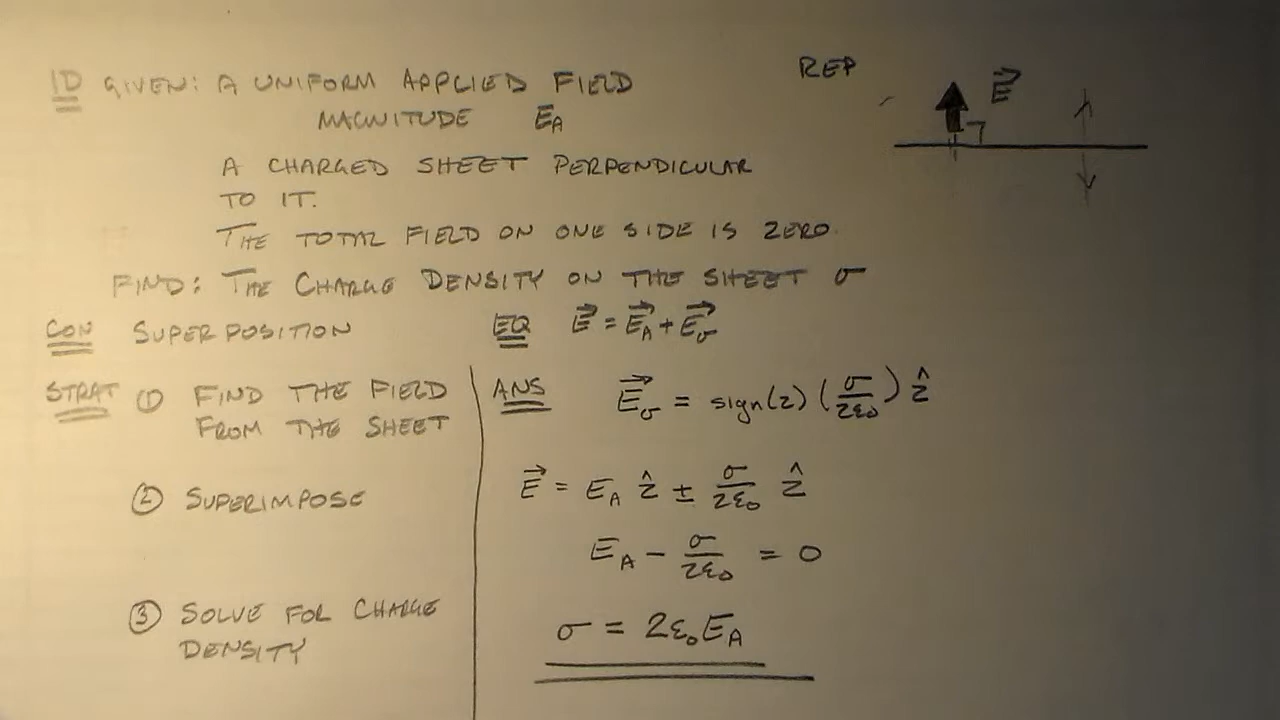 ID GIVEN: A UNIFORM APPLIED FIELD
MAGNITUDE E_A
A CHARGED SHEET PERPENDICULAR
TO IT.
THE TOTAL FIELD ON ONE SIDE IS ZERO.
FIND: THE CHARGE DENSITY ON THE SHEET σ
REP
E⃗
CON SUPERPOSITION
EQ E⃗ = E⃗_A + E⃗_σ
STRAT ① FIND THE FIELD
FROM THE SHEET
② SUPERIMPOSE
③ SOLVE FOR CHARGE
DENSITY
ANS E⃗_σ = sign(z) (σ/2ε₀) ẑ
E⃗ = E_A ẑ ± σ/2ε₀ ẑ
E_A − σ/2ε₀ = 0
σ = 2ε₀E_A